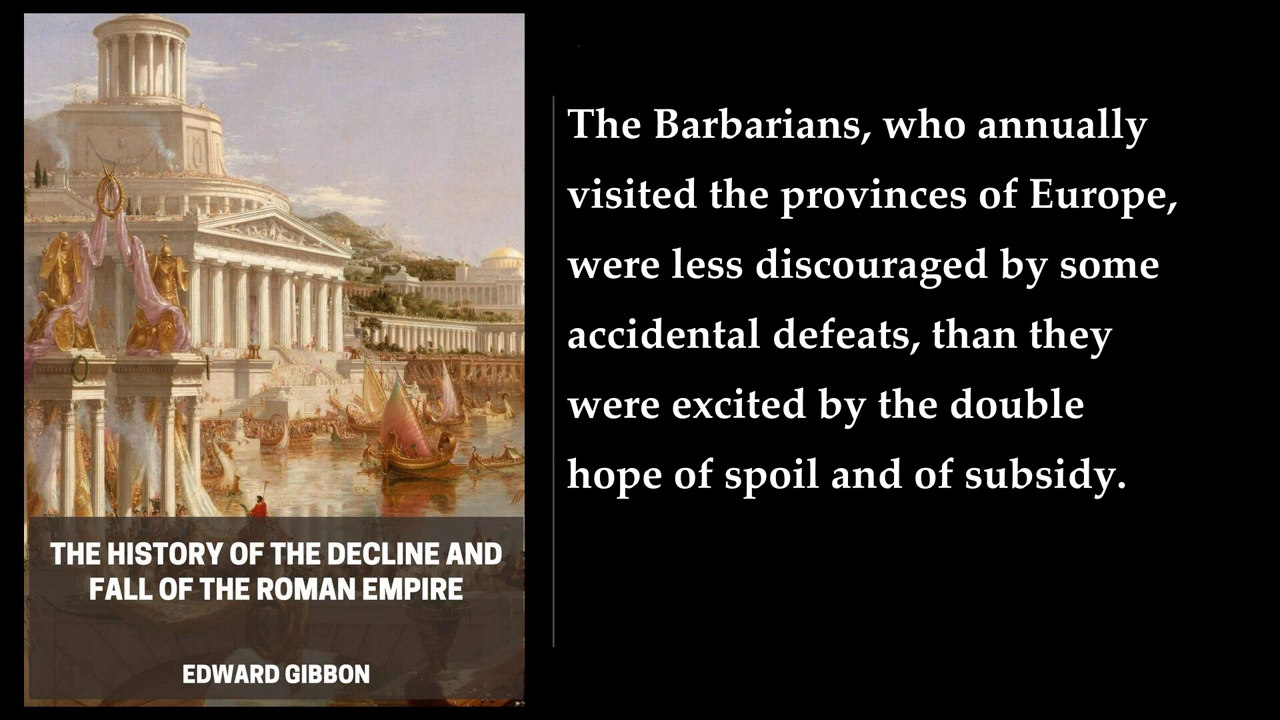 The Barbarians, who annually
visited the provinces of Europe,
were less discouraged by some
accidental defeats, than they
were excited by the double
hope of spoil and of subsidy.
THE HISTORY OF THE DECLINE AND
FALL OF THE ROMAN EMPIRE
EDWARD GIBBON